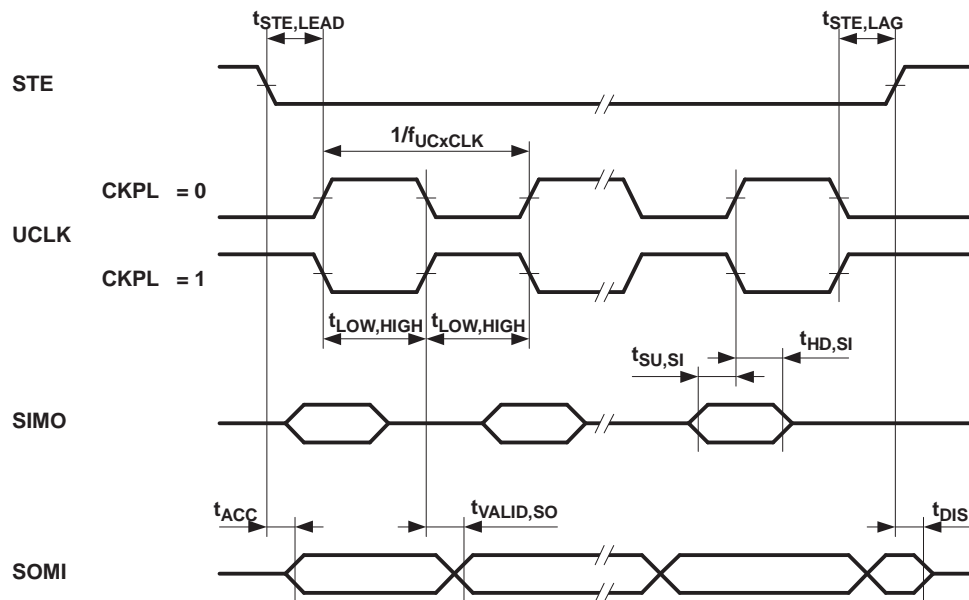 tSTE,LEAD
tSTE,LAG
STE
1/fUCxCLK
CKPL = 0
UCLK
CKPL = 1
tLOW,HIGH tLOW,HIGH
tSU,SI
tHD,SI
SIMO
tACC
tVALID,SO
tDIS
SOMI